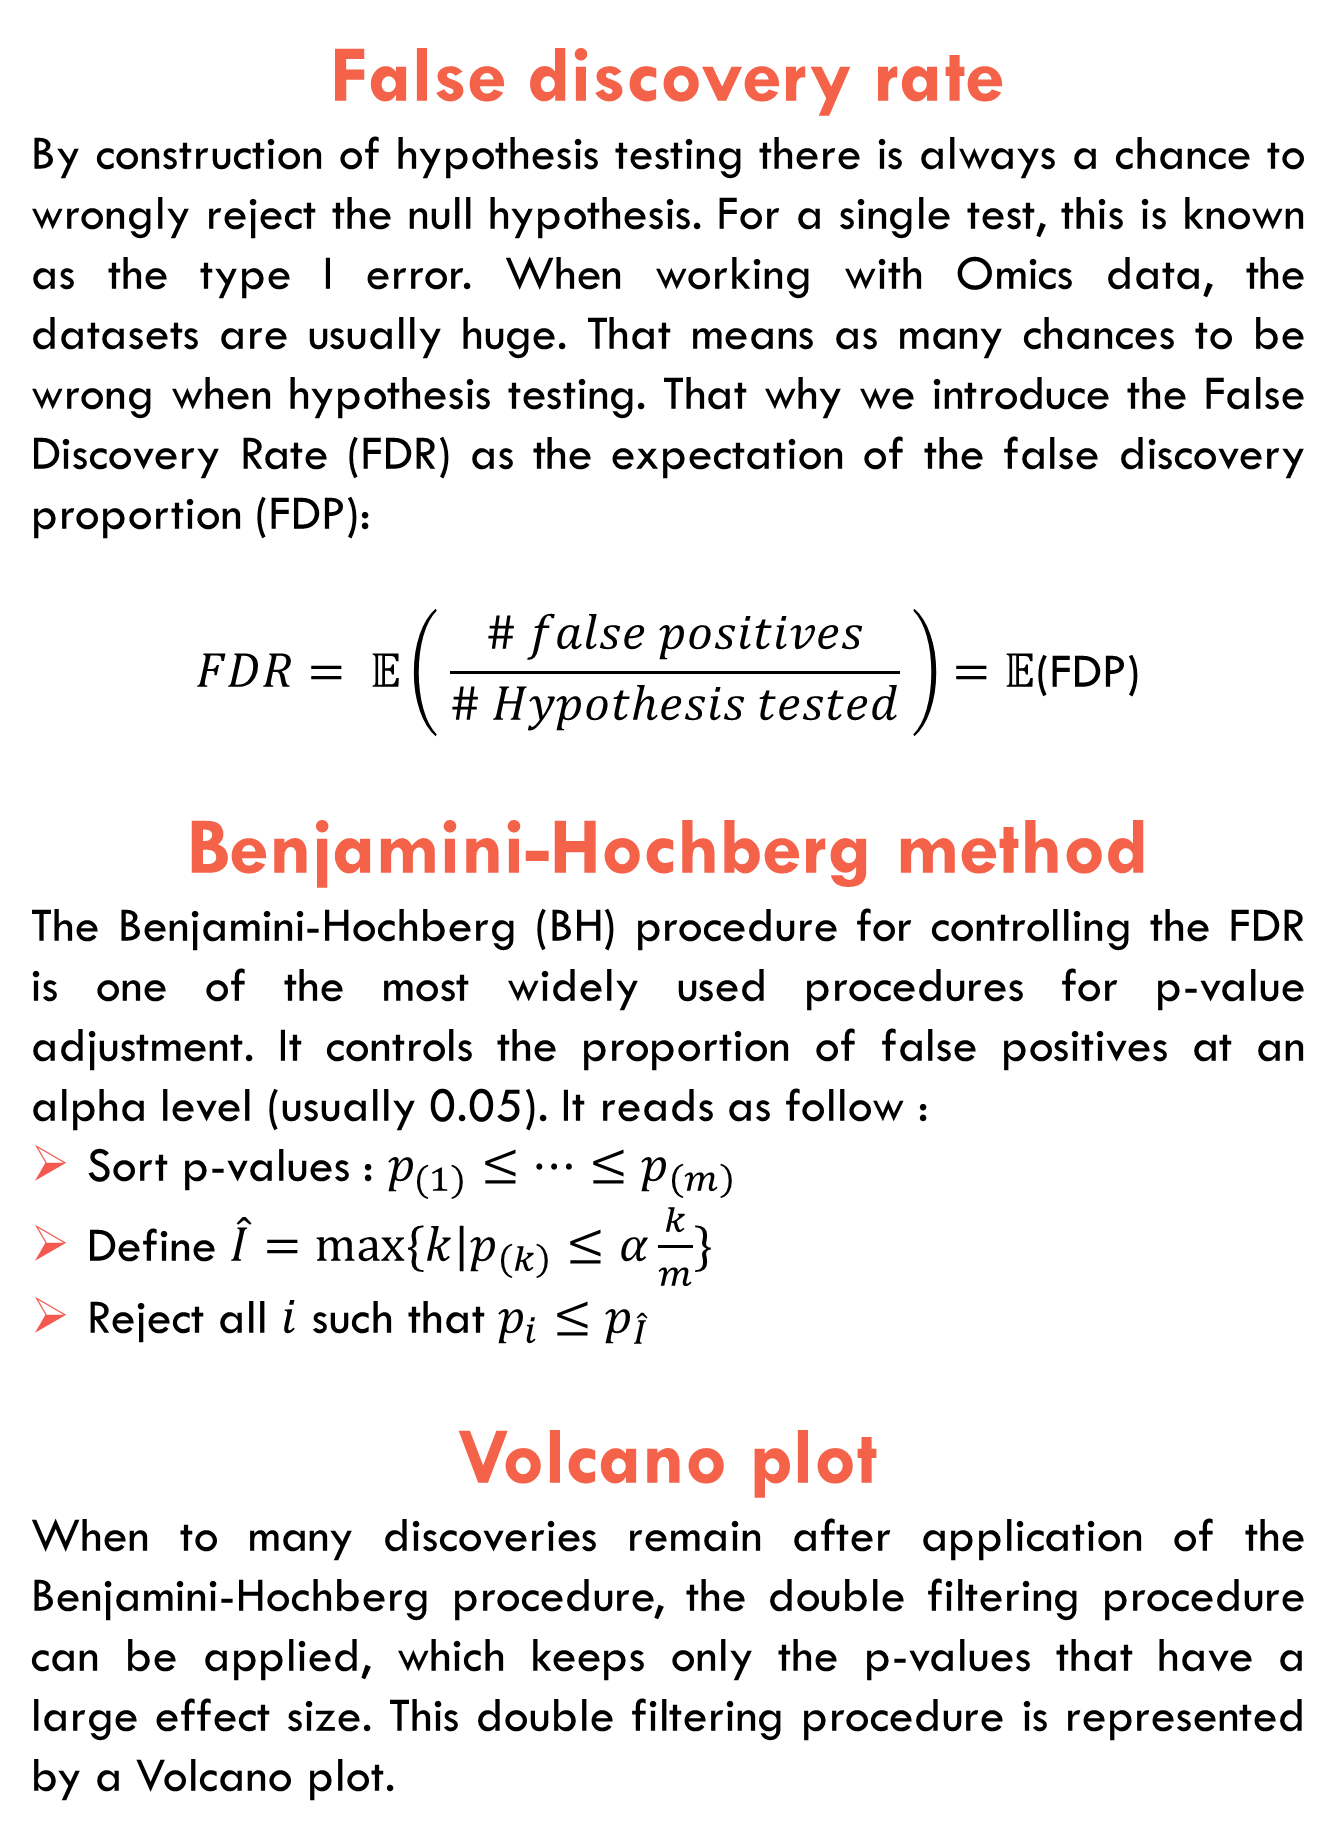 False discovery rate
By construction of hypothesis testing there is always a chance to
wrongly reject the null hypothesis. For a single test, this is known
as the type I error. When working with Omics data, the
datasets are usually huge. That means as many chances to be
wrong when hypothesis testing. That why we introduce the False
Discovery Rate (FDR) as the expectation of the false discovery
proportion (FDP):
FDR = 𝔼 ( # false positives / # Hypothesis tested ) = 𝔼(FDP)
Benjamini-Hochberg method
The Benjamini-Hochberg (BH) procedure for controlling the FDR
is one of the most widely used procedures for p-value
adjustment. It controls the proportion of false positives at an
alpha level (usually 0.05). It reads as follow :
➢ Sort p-values : p_(1) ≤ ⋯ ≤ p_(m)
➢ Define Î = max{k|p_(k) ≤ α k/m}
➢ Reject all i such that p_i ≤ p_Î
Volcano plot
When to many discoveries remain after application of the
Benjamini-Hochberg procedure, the double filtering procedure
can be applied, which keeps only the p-values that have a
large effect size. This double filtering procedure is represented
by a Volcano plot.